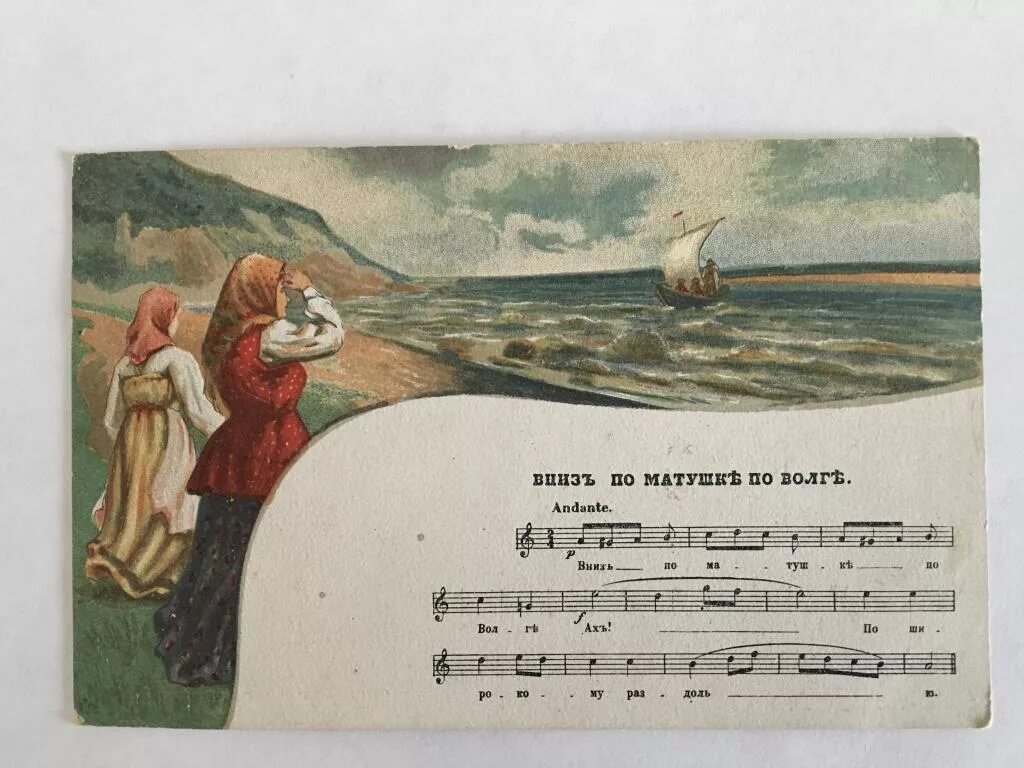 ВНИЗЪ ПО МАТУШКѢ ПО ВОЛГѢ.
Andante.
p
Внизъ по ма - туш - кѣ по
f
Вол - гѣ Ахъ! По ши -
ро - ко - му раз - доль ю.